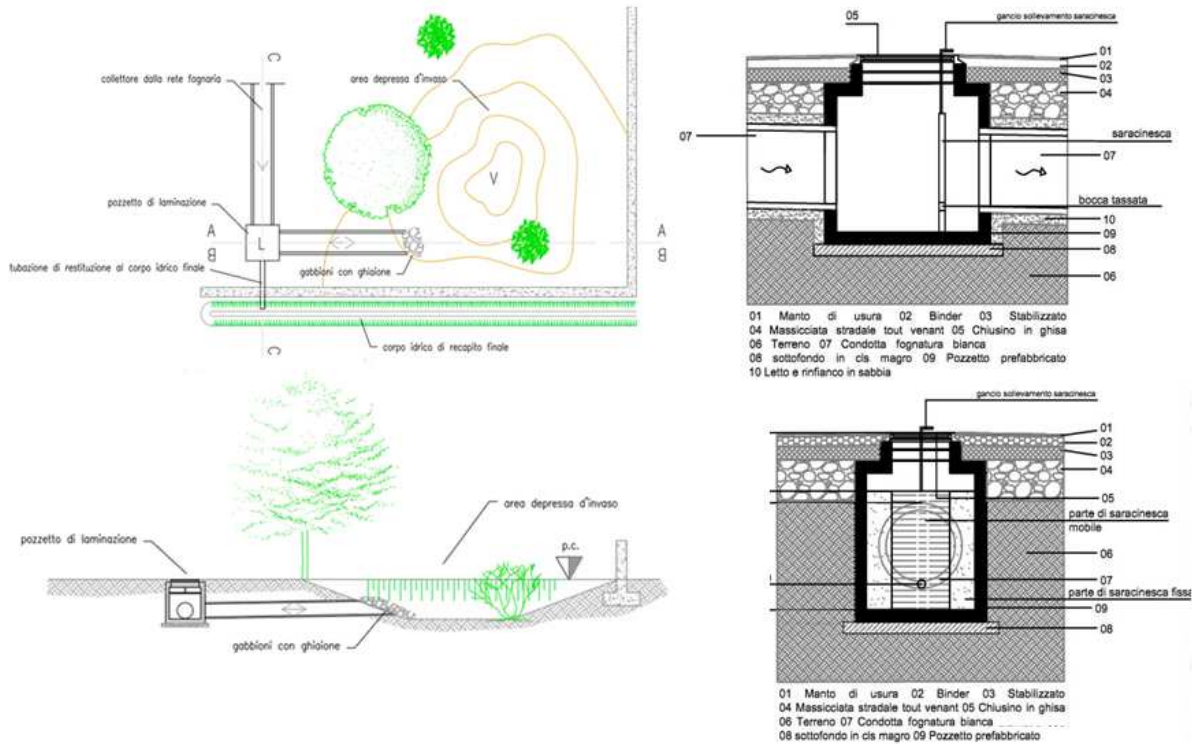 C
collettore dalla rete fognaria
area depressa d'invaso
V
pozzetto di laminazione
A
B
L
A
B
gabbioni con ghiaione
tubazione di restituzione al corpo idrico finale
C
corpo idrico di recapito finale
05
gancio sollevamento saracinesca
01
02
03
04
07
saracinesca
07
bocca tassata
10
09
08
06
01 Manto di usura 02 Binder 03 Stabilizzato
04 Massicciata stradale tout venant 05 Chiusino in ghisa
06 Terreno 07 Condotta fognatura bianca
08 sottofondo in cls magro 09 Pozzetto prefabbricato
10 Letto e rinfianco in sabbia
area depressa d'invaso
pozzetto di laminazione
p.c.
gabbioni con ghiaione
gancio sollevamento saracinesca
01
02
03
04
05
parte di saracinesca
mobile
06
07
parte di saracinesca fissa
09
08
01 Manto di usura 02 Binder 03 Stabilizzato
04 Massicciata stradale tout venant 05 Chiusino in ghisa
06 Terreno 07 Condotta fognatura bianca
08 sottofondo in cls magro 09 Pozzetto prefabbricato